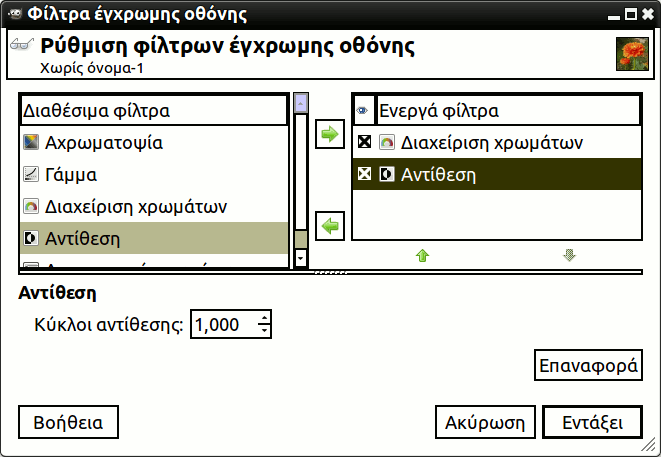 Φίλτρα έγχρωμης οθόνης
Ρύθμιση φίλτρων έγχρωμης οθόνης
Χωρίς όνομα-1
Διαθέσιμα φίλτρα
Αχρωματοψία
Γάμμα
Διαχείριση χρωμάτων
Αντίθεση
Ενεργά φίλτρα
Διαχείριση χρωμάτων
Αντίθεση
Αντίθεση
Κύκλοι αντίθεσης: 1,000
Επαναφορά
Βοήθεια
Ακύρωση
Εντάξει